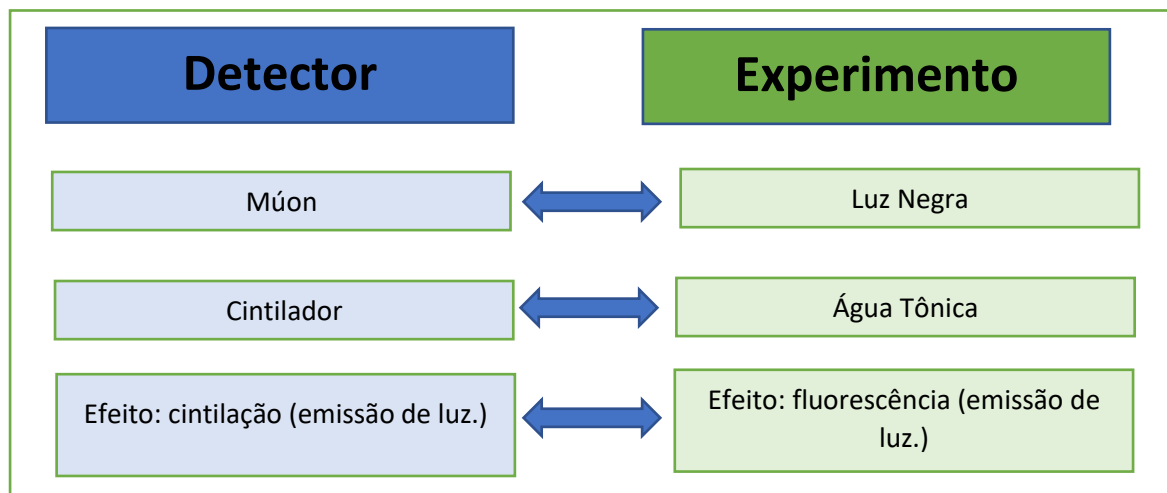 Detector
Experimento
Múon
Luz Negra
Cintilador
Água Tônica
Efeito: cintilação (emissão de luz.)
Efeito: fluorescência (emissão de
luz.)